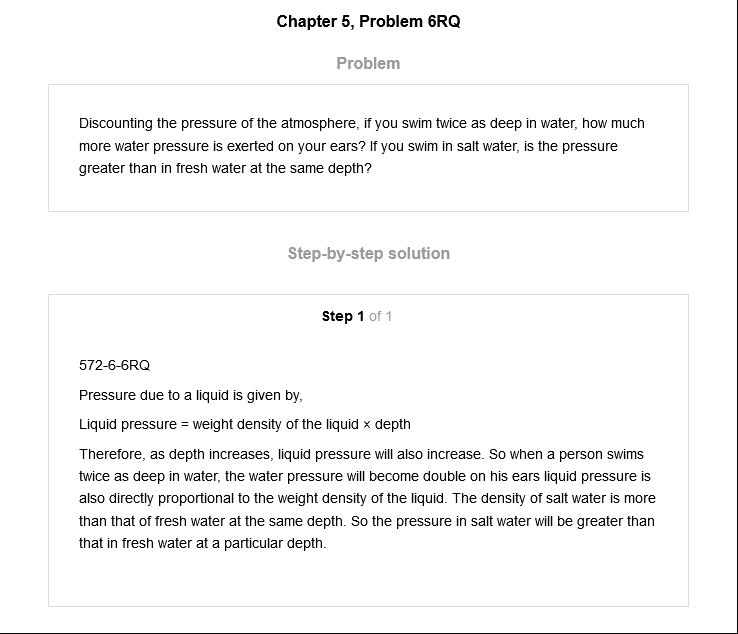 Chapter 5, Problem 6RQ
Problem
Discounting the pressure of the atmosphere, if you swim twice as deep in water, how much
more water pressure is exerted on your ears? If you swim in salt water, is the pressure
greater than in fresh water at the same depth?
Step-by-step solution
Step 1 of 1
572-6-6RQ
Pressure due to a liquid is given by,
Liquid pressure = weight density of the liquid × depth
Therefore, as depth increases, liquid pressure will also increase. So when a person swims
twice as deep in water, the water pressure will become double on his ears liquid pressure is
also directly proportional to the weight density of the liquid. The density of salt water is more
than that of fresh water at the same depth. So the pressure in salt water will be greater than
that in fresh water at a particular depth.